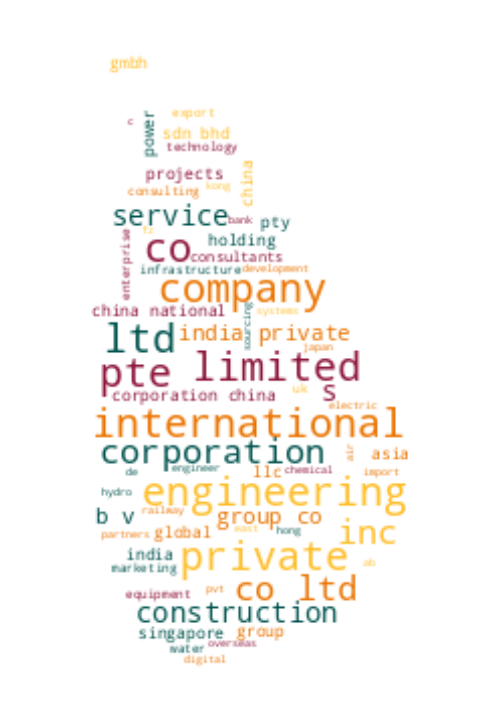 gmbh
export
c
power
sdn bhd
technology
projects
china
consulting
kong
service
bank
pty
fz
holding
enterprise
co
consultants
infrastructure
development
company
china national
sourcing
systems
ltd
india
private
japan
pte
limited
corporation china
uk
s
electric
international
corporation
air
asia
de
engineer
llc
chemical
import
hydro
engineering
b v
railway
group co
inc
partners
global
east
hong
india
private
ab
marketing
equipment
pvt
co ltd
construction
singapore
group
water
overseas
digital